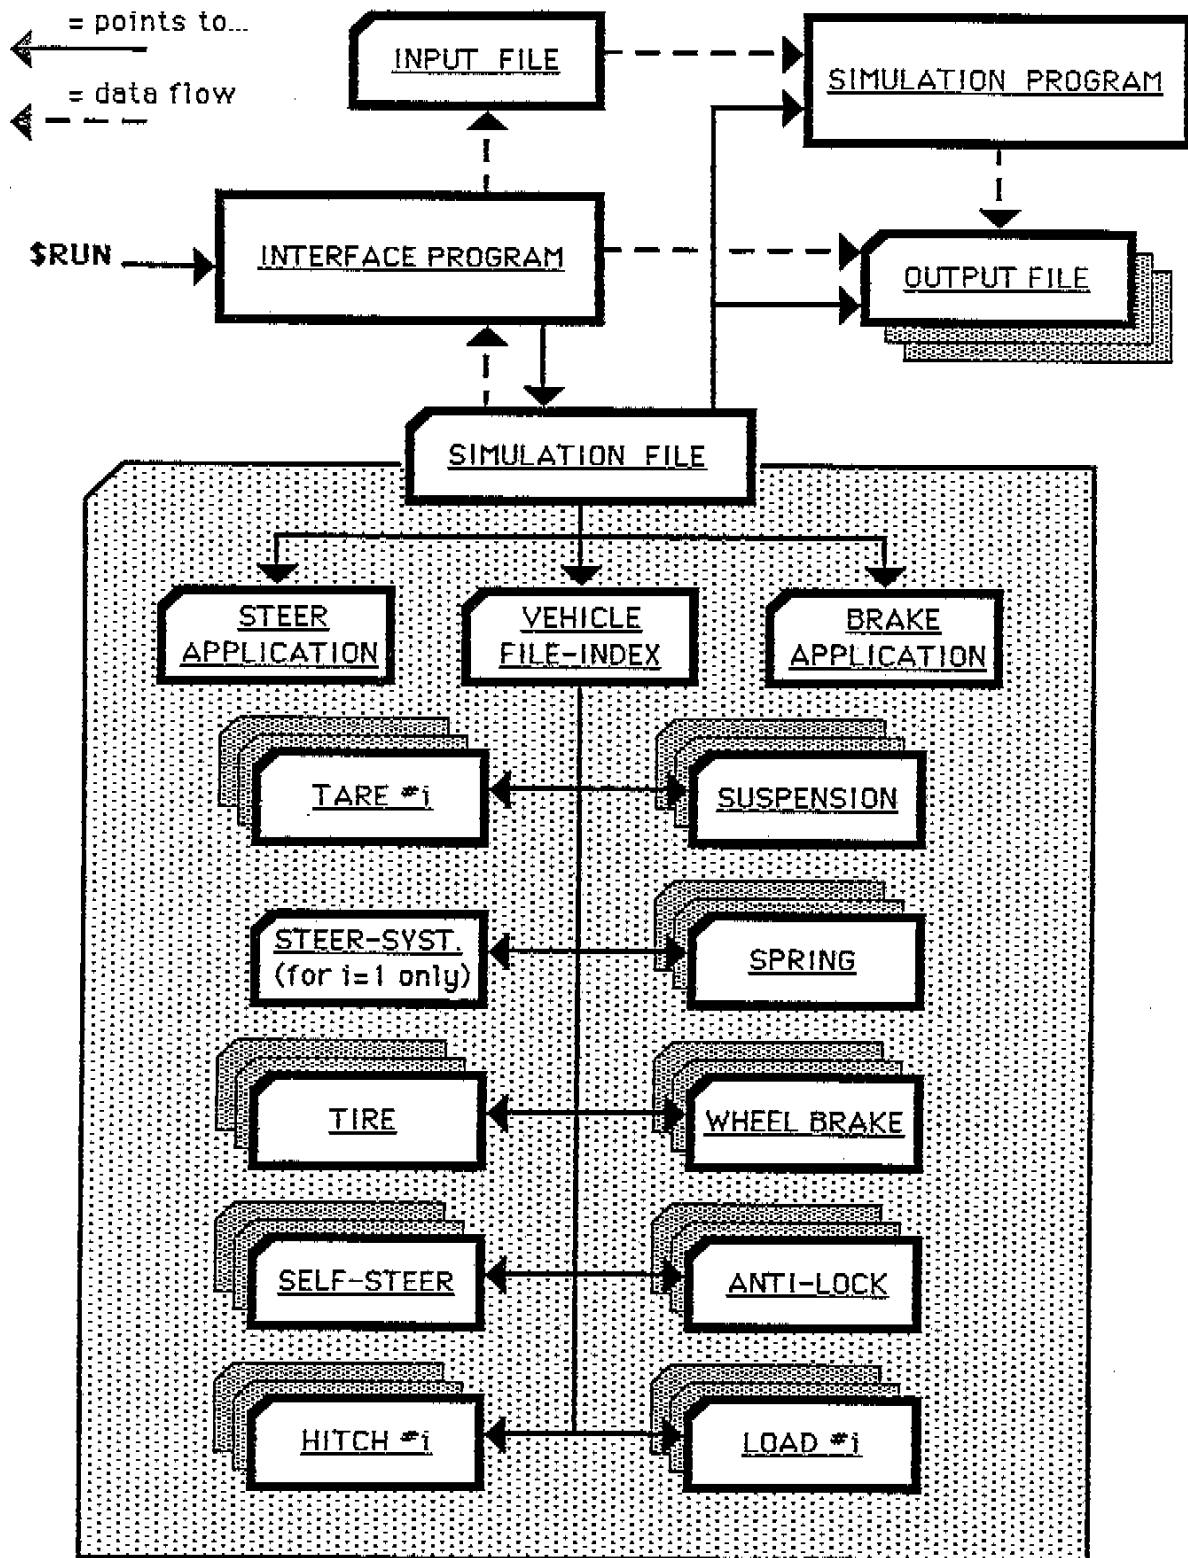 = points to...
= data flow
INPUT FILE
SIMULATION PROGRAM
$RUN
INTERFACE PROGRAM
OUTPUT FILE
SIMULATION FILE
STEER
APPLICATION
VEHICLE
FILE-INDEX
BRAKE
APPLICATION
TARE #i
SUSPENSION
STEER-SYST.
(for i=1 only)
SPRING
TIRE
WHEEL BRAKE
SELF-STEER
ANTI-LOCK
HITCH #i
LOAD #i